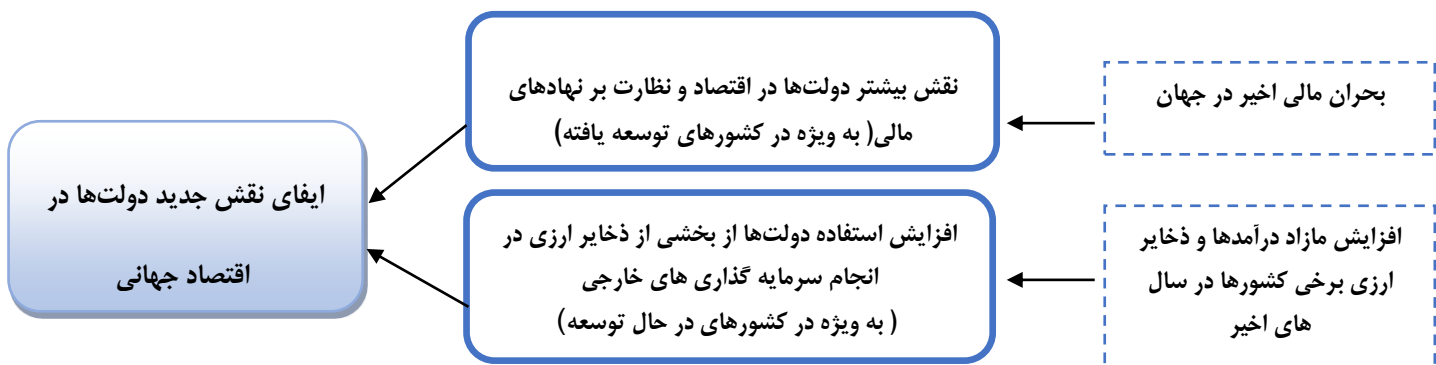 بحران مالی اخیر در جهان
نقش بیشتر دولت‌ها در اقتصاد و نظارت بر نهادهای
مالی( به ویژه در کشورهای توسعه یافته)
افزایش مازاد درآمدها و ذخایر
ارزی برخی کشورها در سال
های اخیر
افزایش استفاده دولت‌ها از بخشی از ذخایر ارزی در
انجام سرمایه گذاری های خارجی
( به ویژه در کشورهای در حال توسعه)
ایفای نقش جدید دولت‌ها در
اقتصاد جهانی